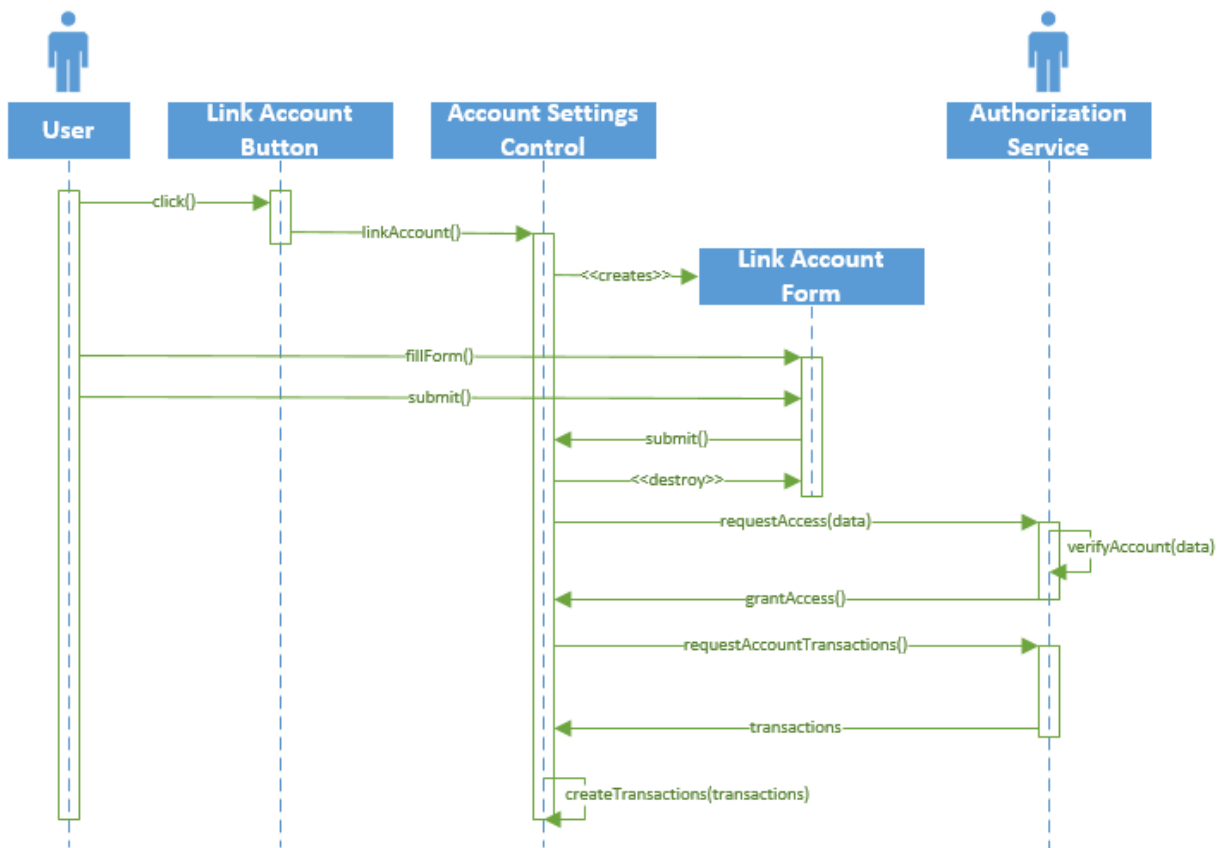 User
Link Account
Button
Account Settings
Control
Authorization
Service
click()
linkAccount()
<<creates>>
Link Account
Form
fillForm()
submit()
submit()
<<destroy>>
requestAccess(data)
verifyAccount(data)
grantAccess()
requestAccountTransactions()
transactions
createTransactions(transactions)